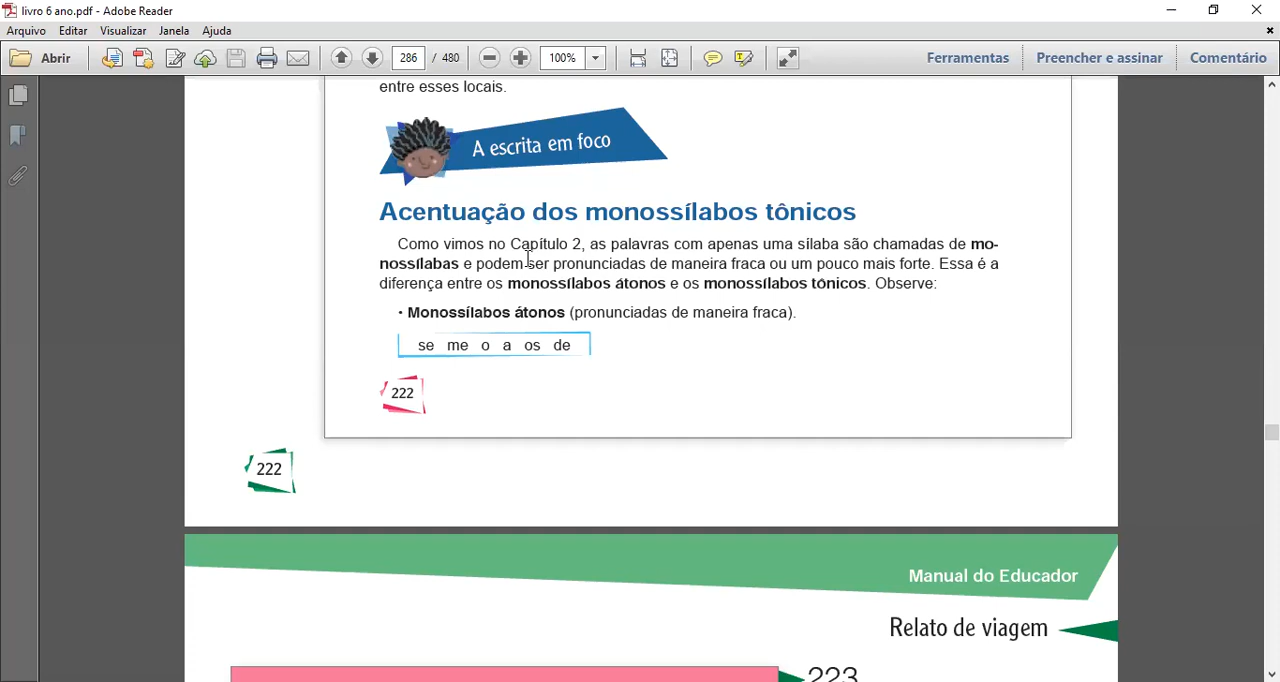 livro 6 ano.pdf - Adobe Reader
Arquivo Editar Visualizar Janela Ajuda
Abrir 286 / 480 100% Ferramentas Preencher e assinar Comentário
entre esses locais.
A escrita em foco
Acentuação dos monossílabos tônicos
Como vimos no Capítulo 2, as palavras com apenas uma sílaba são chamadas de mo-
nossílabas e podem ser pronunciadas de maneira fraca ou um pouco mais forte. Essa é a
diferença entre os monossílabos átonos e os monossílabos tônicos. Observe:
• Monossílabos átonos (pronunciadas de maneira fraca).
se me o a os de
222
222
Manual do Educador
Relato de viagem
223